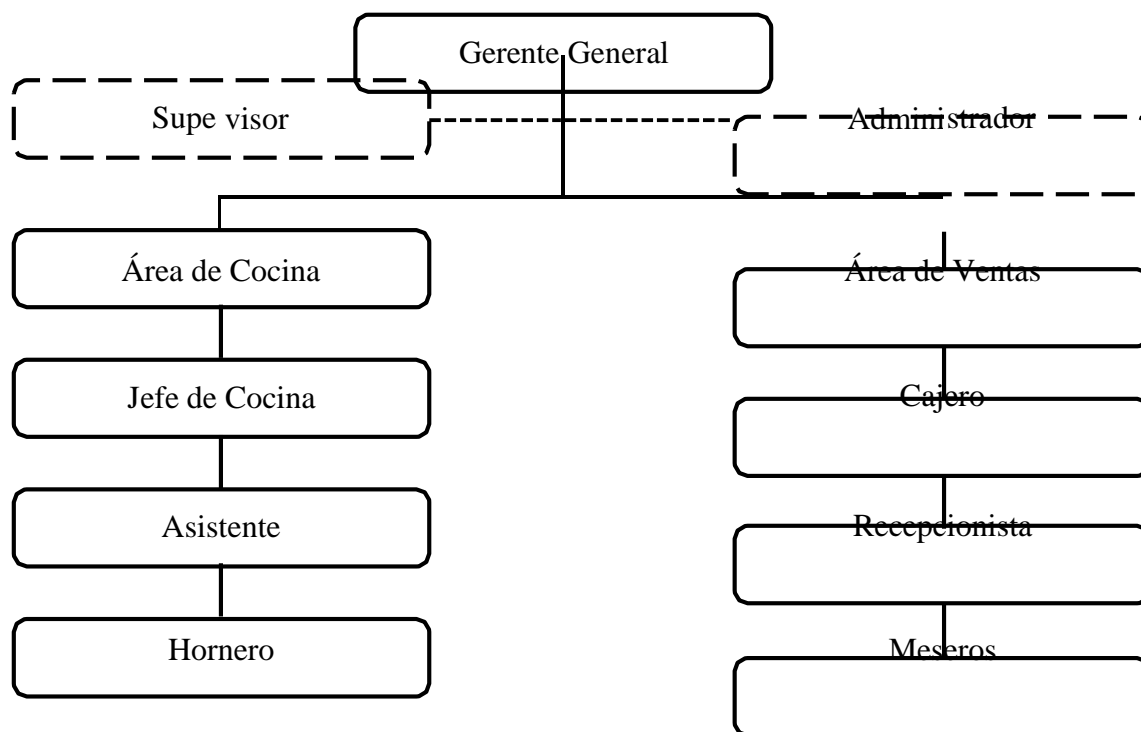 Gerente General
Supe visor
Administrador
Área de Cocina
Área de Ventas
Jefe de Cocina
Cajero
Asistente
Recepcionista
Hornero
Meseros